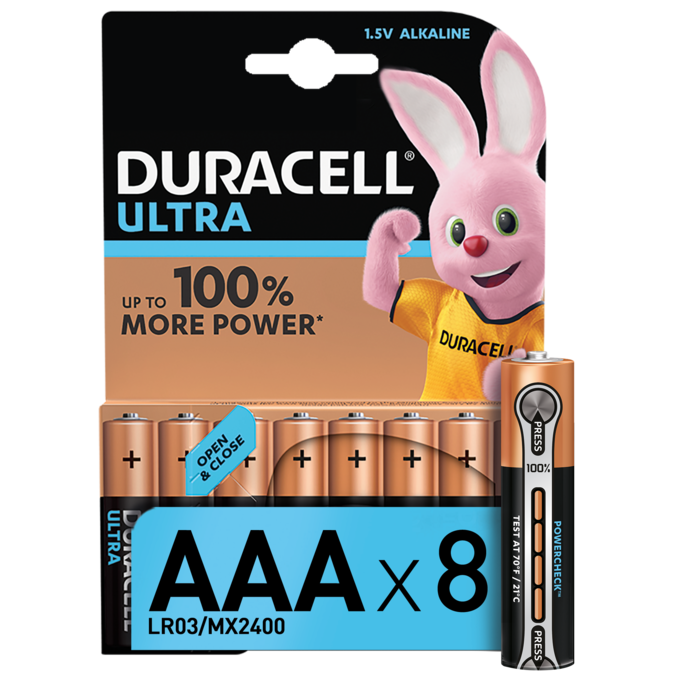 1.5V ALKALINE
DURACELL®
ULTRA
UP TO 100%
MORE POWER*
DURACELL
OPEN
& CLOSE
+ + + + + + +
DURACELL
ULTRA
AAA x 8
LR03/MX2400
PRESS
100%
TEST AT 70°F / 21°C
POWERCHECK™
PRESS